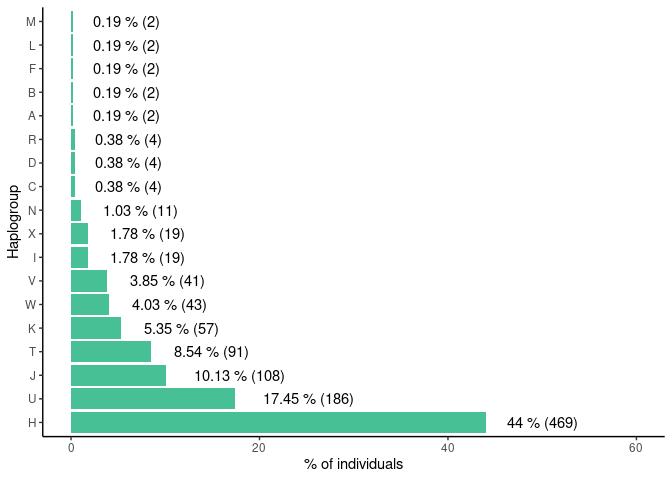 M 0.19 % (2)
L 0.19 % (2)
F 0.19 % (2)
B 0.19 % (2)
A 0.19 % (2)
R 0.38 % (4)
D 0.38 % (4)
C 0.38 % (4)
N 1.03 % (11)
X 1.78 % (19)
I 1.78 % (19)
V 3.85 % (41)
W 4.03 % (43)
K 5.35 % (57)
T 8.54 % (91)
J 10.13 % (108)
U 17.45 % (186)
H 44 % (469)
Haplogroup
0 20 40 60
% of individuals